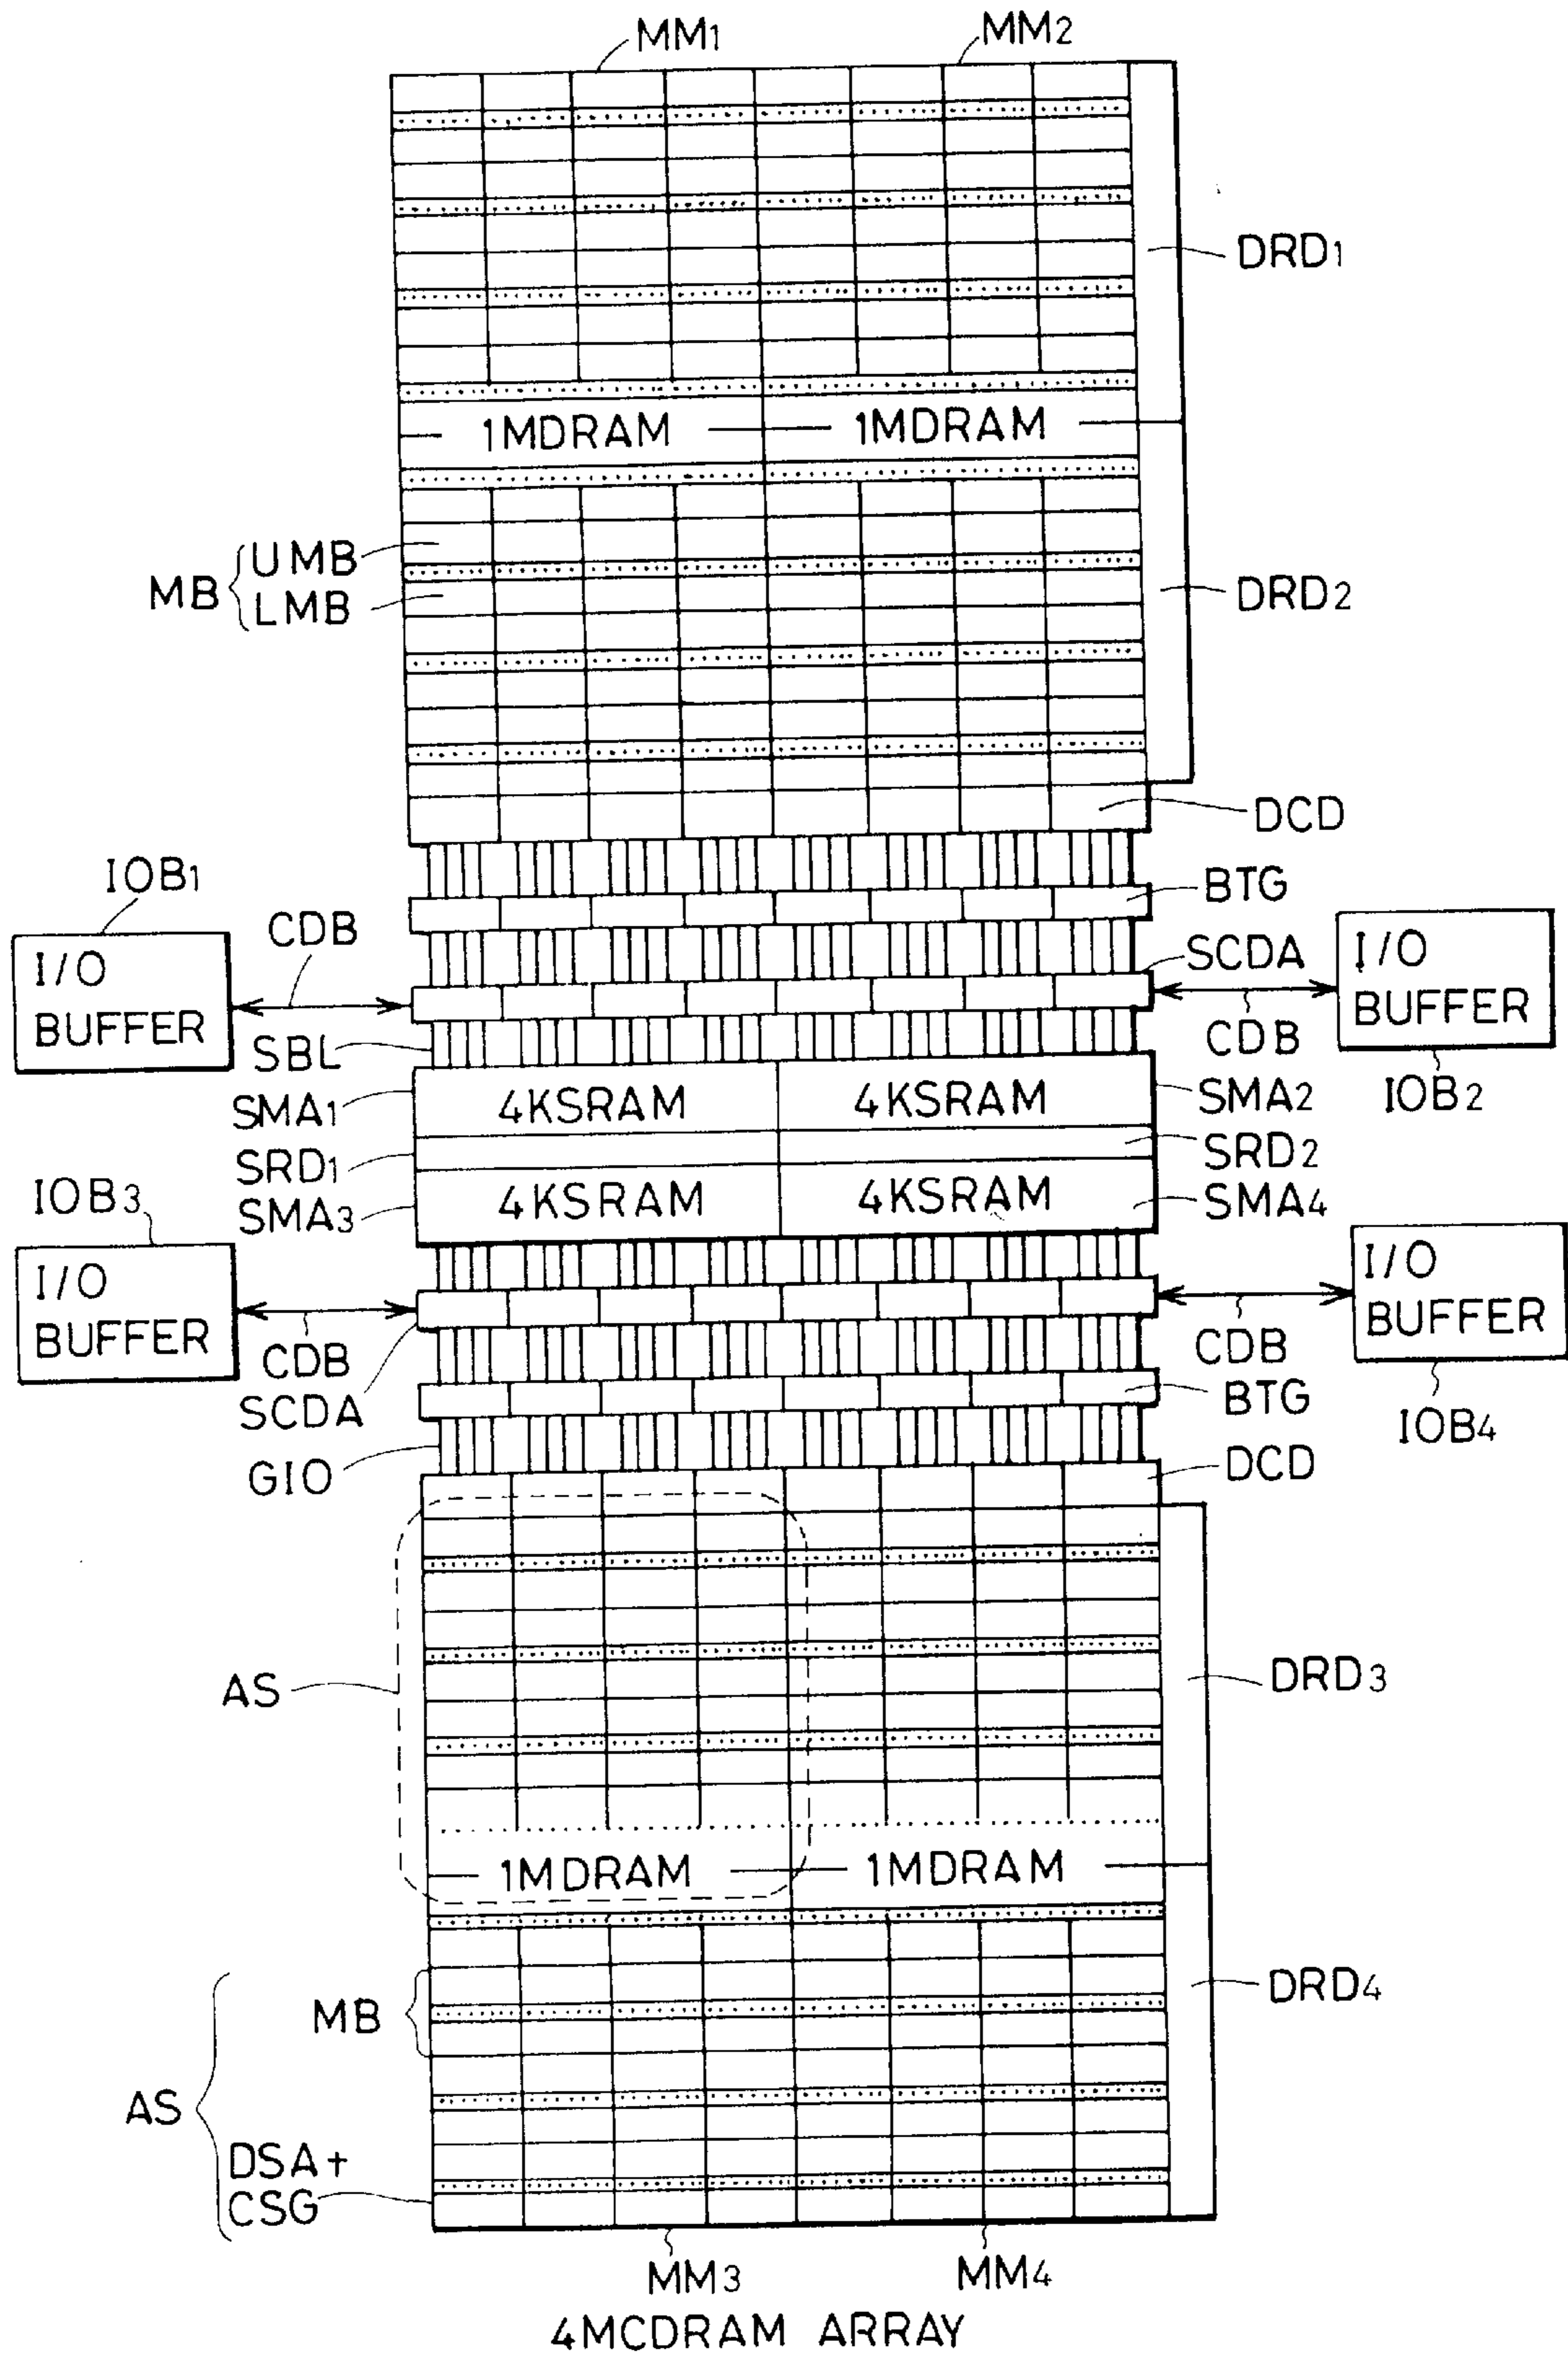 MM1
MM2
DRD1
1MDRAM
1MDRAM
MB
UMB
LMB
DRD2
DCD
IOB1
BTG
CDB
SCDA
I/O
BUFFER
I/O
BUFFER
SBL
CDB
IOB2
SMA1
4KSRAM
4KSRAM
SMA2
SRD1
SRD2
IOB3
SMA3
4KSRAM
4KSRAM
SMA4
I/O
BUFFER
I/O
BUFFER
CDB
CDB
SCDA
BTG
IOB4
GIO
DCD
AS
DRD3
1MDRAM
1MDRAM
MB
DRD4
AS
DSA+
CSG
MM3
MM4
4MCDRAM ARRAY